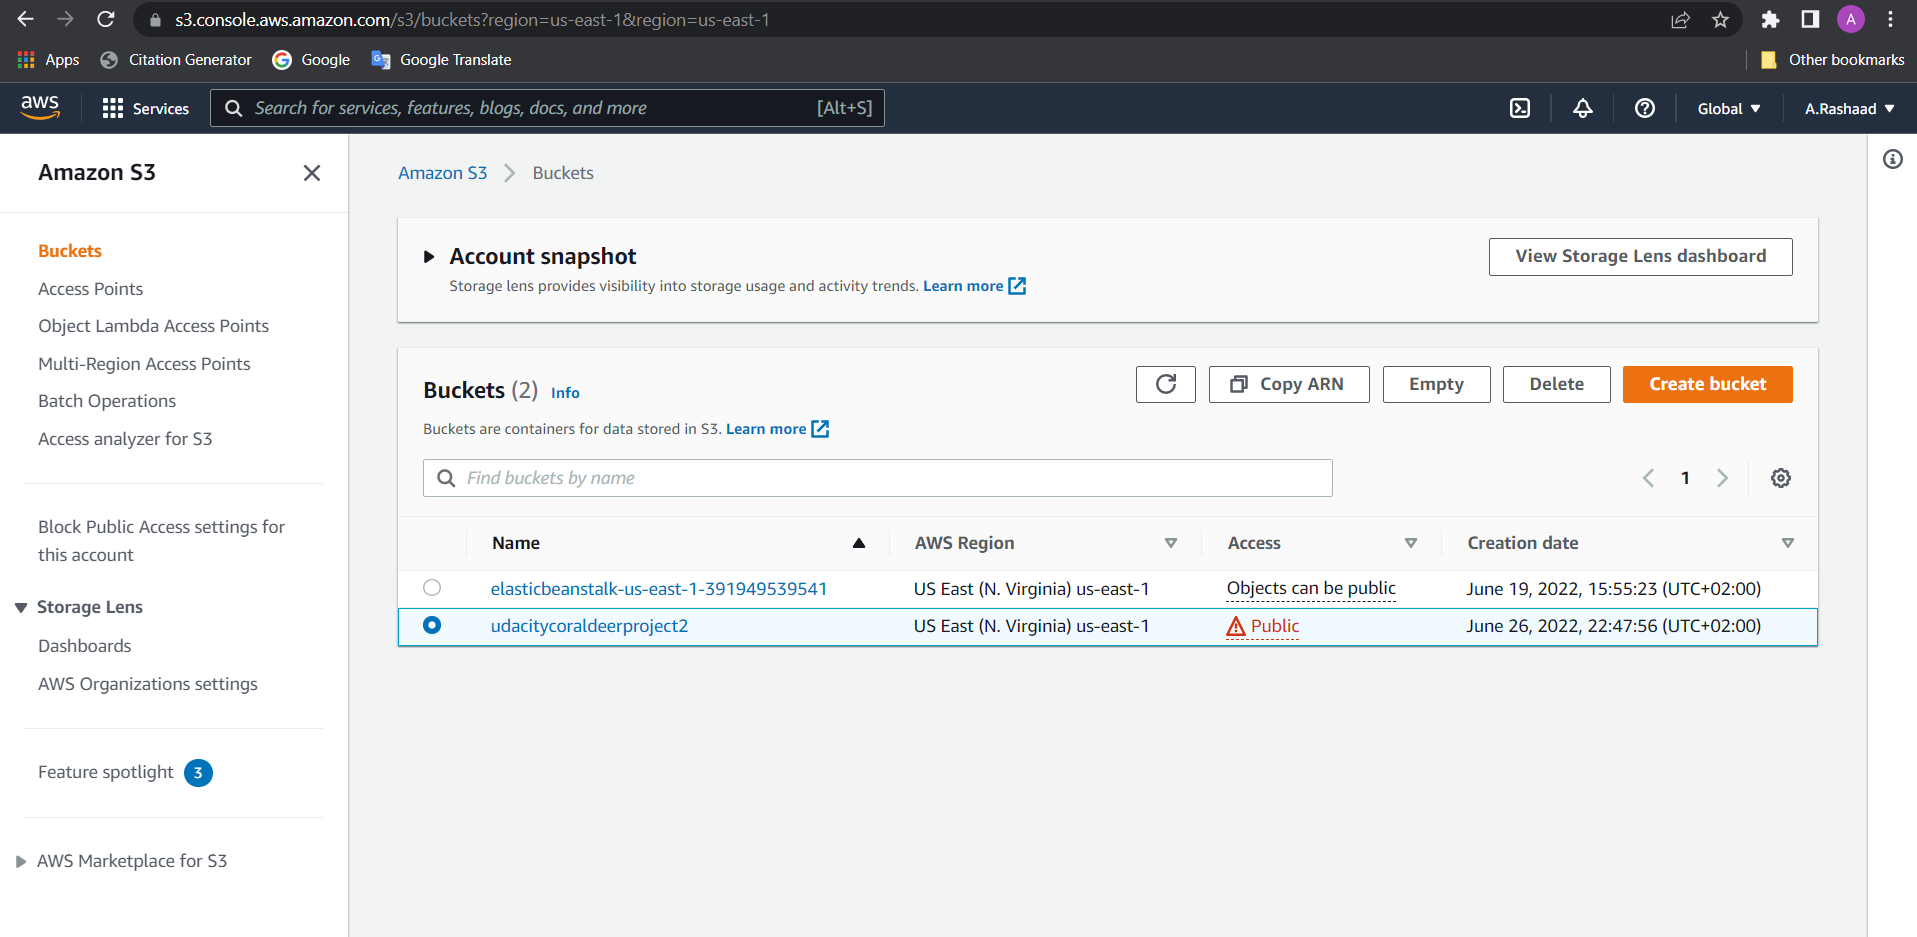 s3.console.aws.amazon.com/s3/buckets?region=us-east-1&region=us-east-1
A
Apps
Citation Generator
Google
Google Translate
Other bookmarks
aws
Services
Search for services, features, blogs, docs, and more
[Alt+S]
Global
A.Rashaad
Amazon S3
Buckets
Access Points
Object Lambda Access Points
Multi-Region Access Points
Batch Operations
Access analyzer for S3
Block Public Access settings for
this account
Storage Lens
Dashboards
AWS Organizations settings
Feature spotlight 3
AWS Marketplace for S3
Amazon S3 > Buckets
Account snapshot
Storage lens provides visibility into storage usage and activity trends. Learn more
View Storage Lens dashboard
Buckets (2) Info
Copy ARN
Empty
Delete
Create bucket
Buckets are containers for data stored in S3. Learn more
Find buckets by name
1
Name AWS Region Access Creation date
elasticbeanstalk-us-east-1-391949539541 US East (N. Virginia) us-east-1 Objects can be public June 19, 2022, 15:55:23 (UTC+02:00)
udacitycoraldeerproject2 US East (N. Virginia) us-east-1 Public June 26, 2022, 22:47:56 (UTC+02:00)